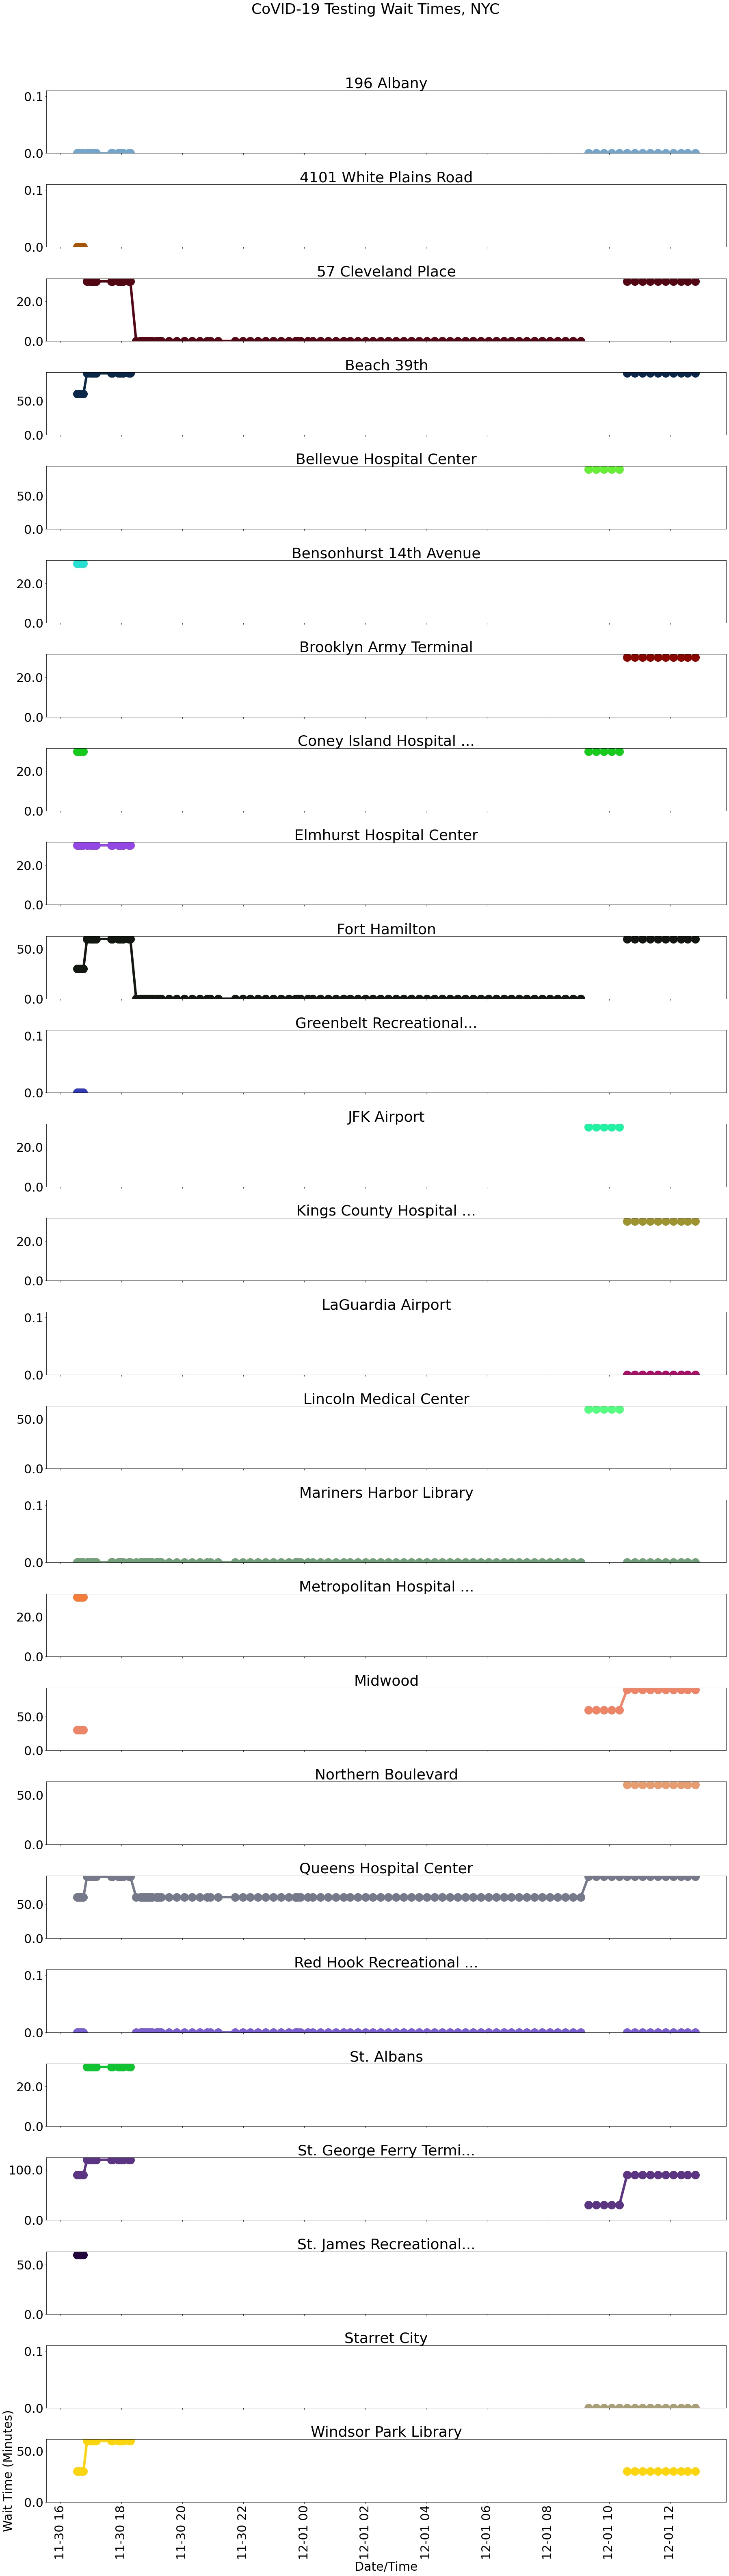 CoVID-19 Testing Wait Times, NYC
196 Albany
0.1
0.0
4101 White Plains Road
0.1
0.0
57 Cleveland Place
20.0
0.0
Beach 39th
50.0
0.0
Bellevue Hospital Center
50.0
0.0
Bensonhurst 14th Avenue
20.0
0.0
Brooklyn Army Terminal
20.0
0.0
Coney Island Hospital ...
20.0
0.0
Elmhurst Hospital Center
20.0
0.0
Fort Hamilton
50.0
0.0
Greenbelt Recreational...
0.1
0.0
JFK Airport
20.0
0.0
Kings County Hospital ...
20.0
0.0
LaGuardia Airport
0.1
0.0
Lincoln Medical Center
50.0
0.0
Mariners Harbor Library
0.1
0.0
Metropolitan Hospital ...
20.0
0.0
Midwood
50.0
0.0
Northern Boulevard
50.0
0.0
Queens Hospital Center
50.0
0.0
Red Hook Recreational ...
0.1
0.0
St. Albans
20.0
0.0
St. George Ferry Termi...
100.0
0.0
St. James Recreational...
50.0
0.0
Starret City
0.1
0.0
Windsor Park Library
50.0
0.0
Wait Time (Minutes)
11-30 16
11-30 18
11-30 20
11-30 22
12-01 00
12-01 02
12-01 04
12-01 06
12-01 08
12-01 10
12-01 12
Date/Time